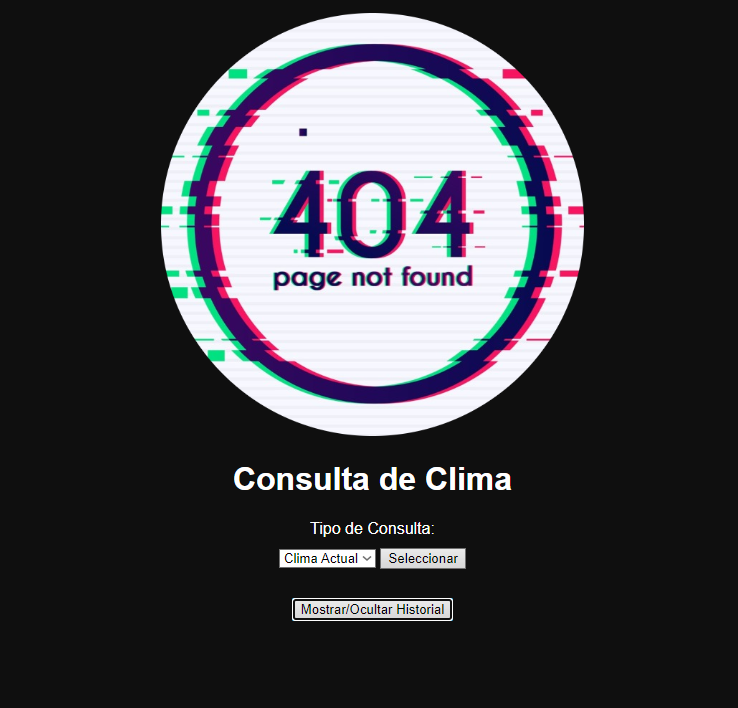 404
page not found
Consulta de Clima
Tipo de Consulta:
Clima Actual Seleccionar
Mostrar/Ocultar Historial